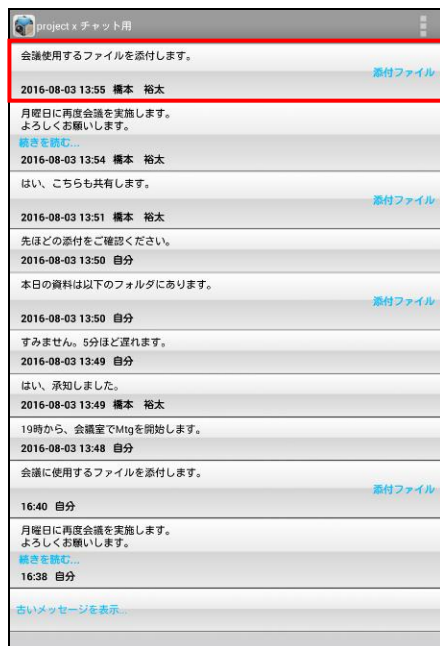 project x チャット用
会議使用するファイルを添付します。
添付ファイル
2016-08-03 13:55 橋本 裕太
月曜日に再度会議を実施します。
よろしくお願いします。
続きを読む...
2016-08-03 13:54 橋本 裕太
はい、こちらも共有します。
添付ファイル
2016-08-03 13:51 橋本 裕太
先ほどの添付をご確認ください。
2016-08-03 13:50 自分
本日の資料は以下のフォルダにあります。
添付ファイル
2016-08-03 13:50 自分
すみません。5分ほど遅れます。
2016-08-03 13:49 自分
はい、承知しました。
2016-08-03 13:49 橋本 裕太
19時から、会議室でMtgを開始します。
2016-08-03 13:48 自分
会議に使用するファイルを添付します。
添付ファイル
16:40 自分
月曜日に再度会議を実施します。
よろしくお願いします。
続きを読む...
16:38 自分
古いメッセージを表示...